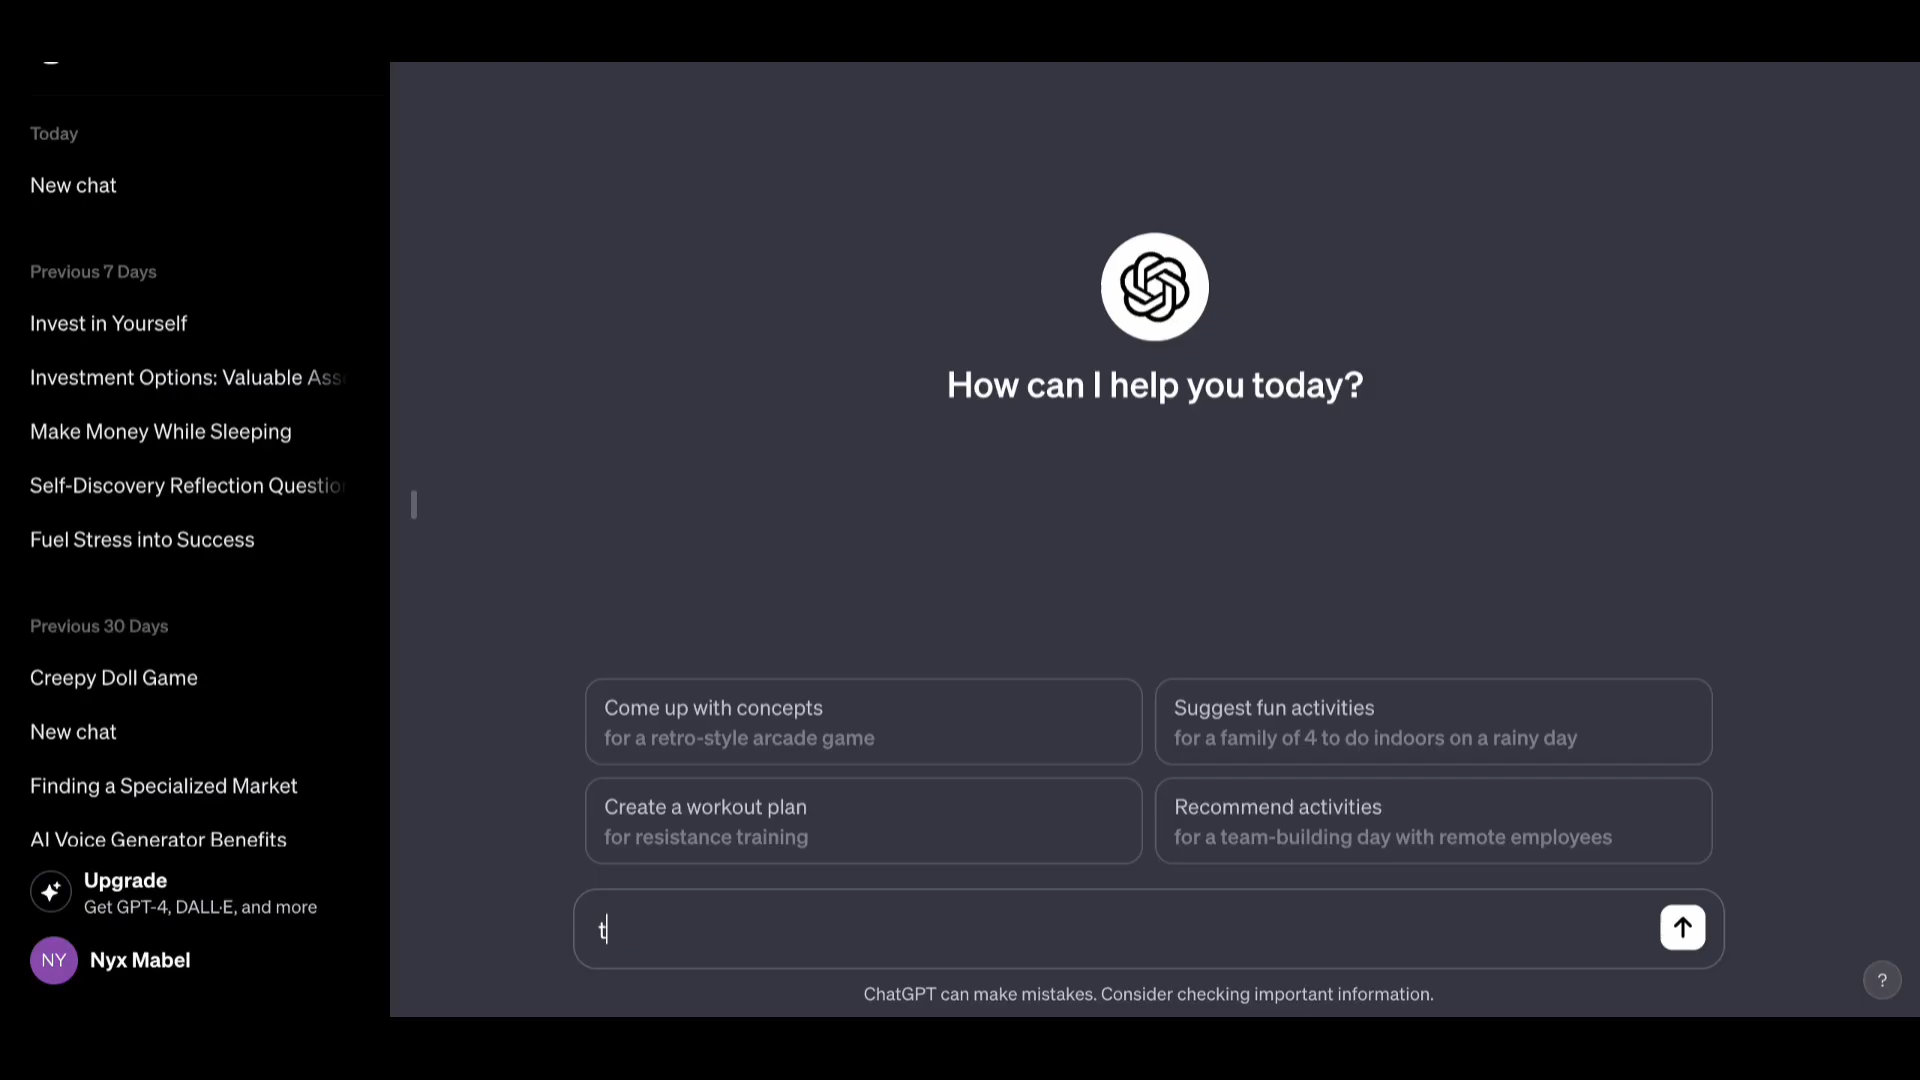 Today
New chat
Previous 7 Days
Invest in Yourself
Investment Options: Valuable Ass
Make Money While Sleeping
Self-Discovery Reflection Question
Fuel Stress into Success
Previous 30 Days
Creepy Doll Game
New chat
Finding a Specialized Market
AI Voice Generator Benefits
Upgrade
Get GPT-4, DALL·E, and more
NY
Nyx Mabel
How can I help you today?
Come up with concepts
for a retro-style arcade game
Suggest fun activities
for a family of 4 to do indoors on a rainy day
Create a workout plan
for resistance training
Recommend activities
for a team-building day with remote employees
t
ChatGPT can make mistakes. Consider checking important information.
?